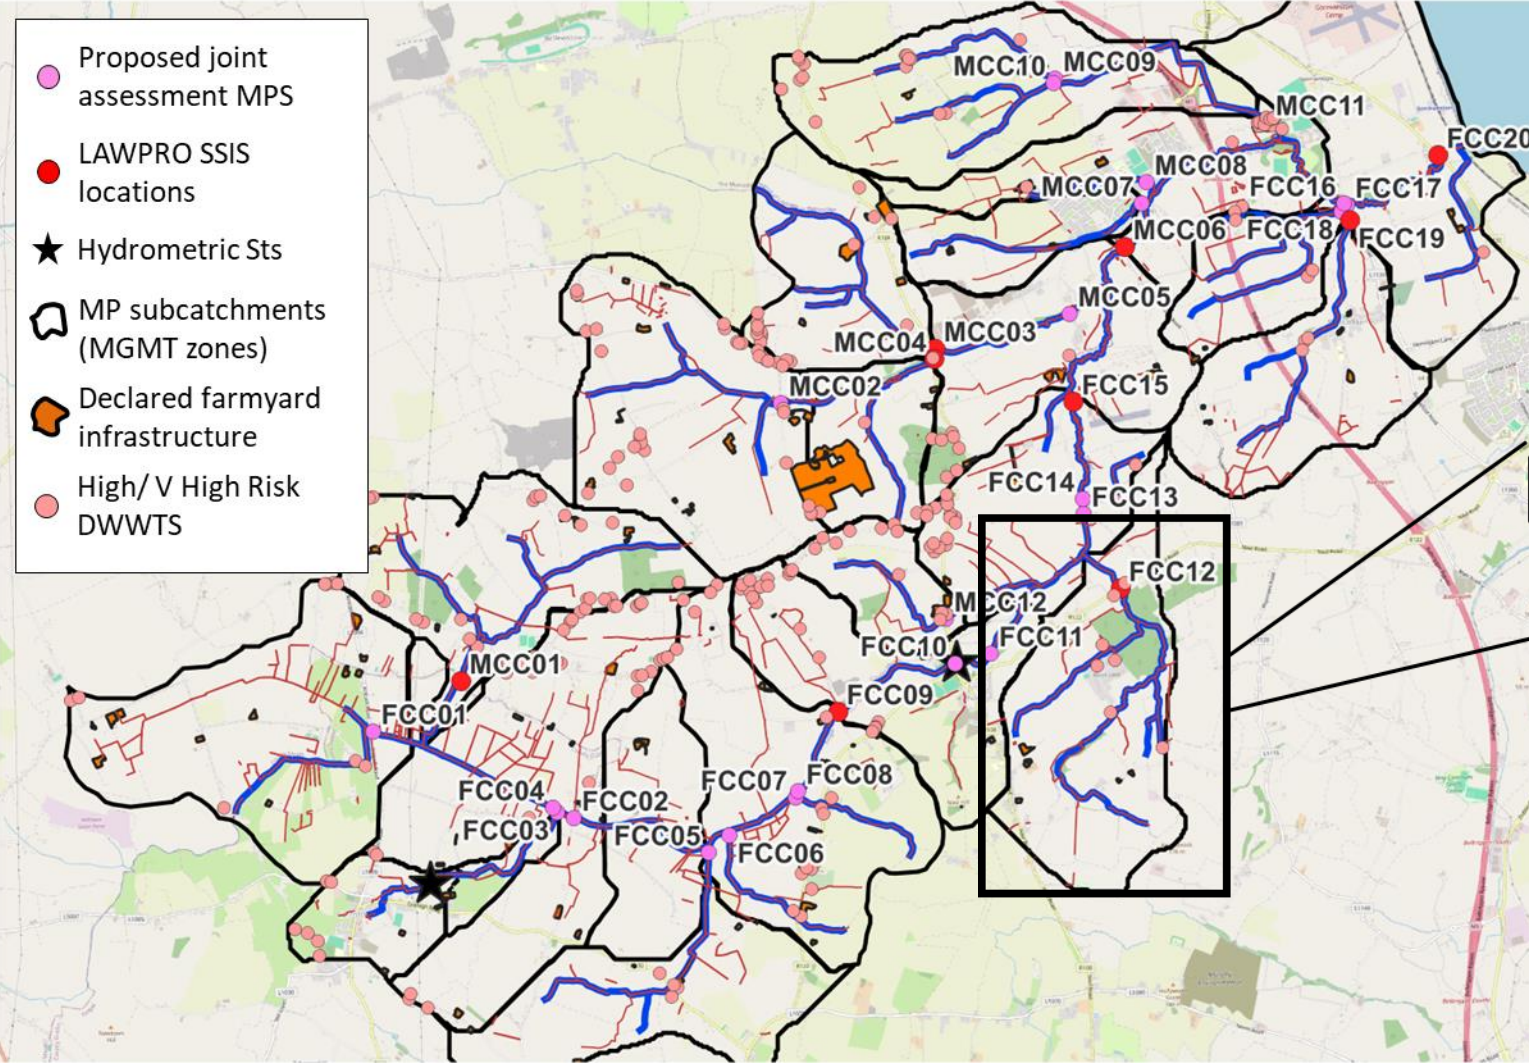 Proposed joint
assessment MPS
LAWPRO SSIS
locations
Hydrometric Sts
MP subcatchments
(MGMT zones)
Declared farmyard
infrastructure
High/ V High Risk
DWWTS
MCC10
MCC09
MCC11
FCC20
MCC08
MCC07
FCC16
FCC17
MCC06
FCC18
FCC19
MCC05
MCC04
MCC03
MCC02
FCC15
FCC14
FCC13
FCC12
MCC12
FCC11
FCC10
MCC01
FCC09
FCC01
FCC07
FCC08
FCC04
FCC02
FCC03
FCC05
FCC06